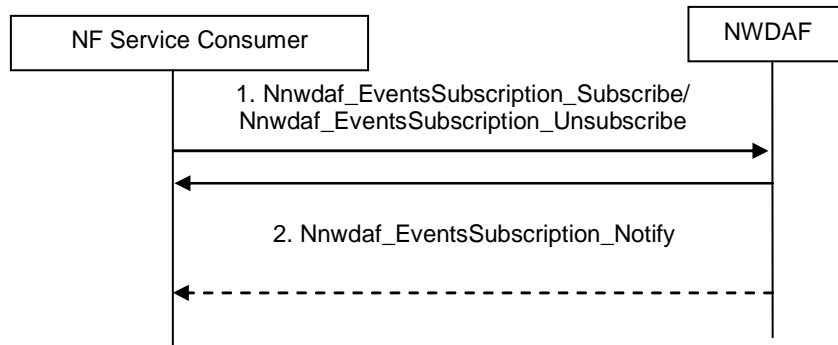 NF Service Consumer
NWDAF
1. Nnwdaf_EventsSubscription_Subscribe/
Nnwdaf_EventsSubscription_Unsubscribe
2. Nnwdaf_EventsSubscription_Notify